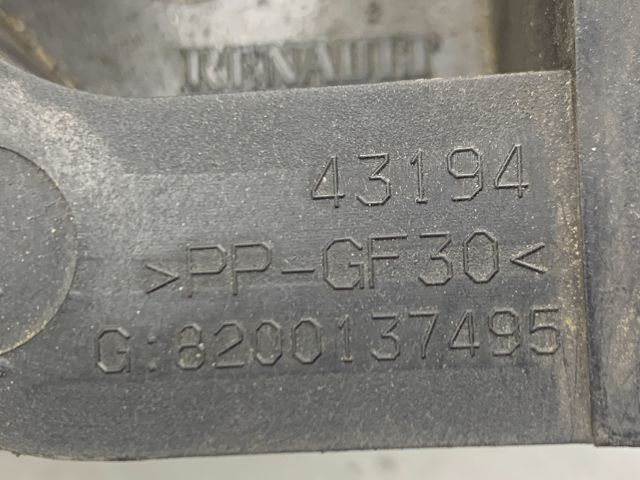 RENAULT
43194
>PP-GF30<
G:8200137495